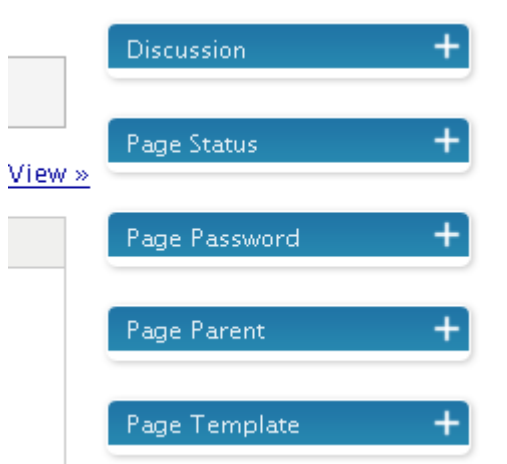 Discussion
Page Status
View »
Page Password
Page Parent
Page Template